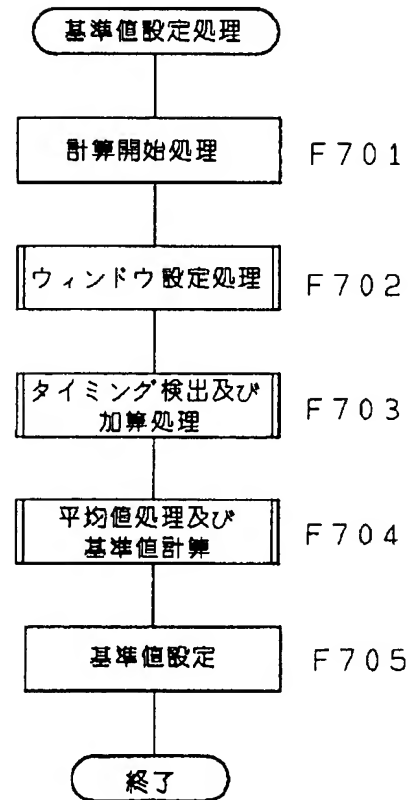 基準値設定処理
計算開始処理 F701
ウィンドウ設定処理 F702
タイミング検出及び
加算処理 F703
平均値処理及び
基準値計算 F704
基準値設定 F705
終了